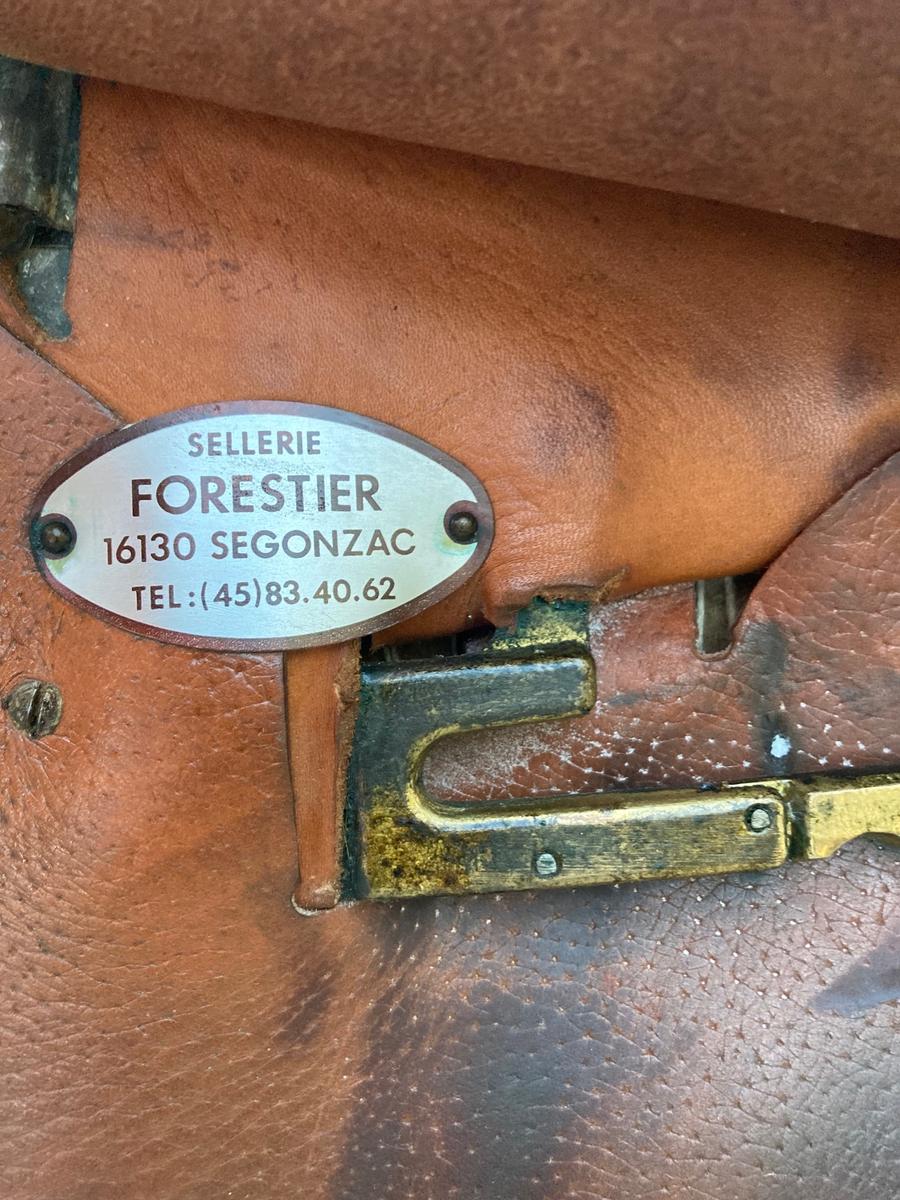 SELLERIE
FORESTIER
16130 SEGONZAC
TEL:(45)83.40.62